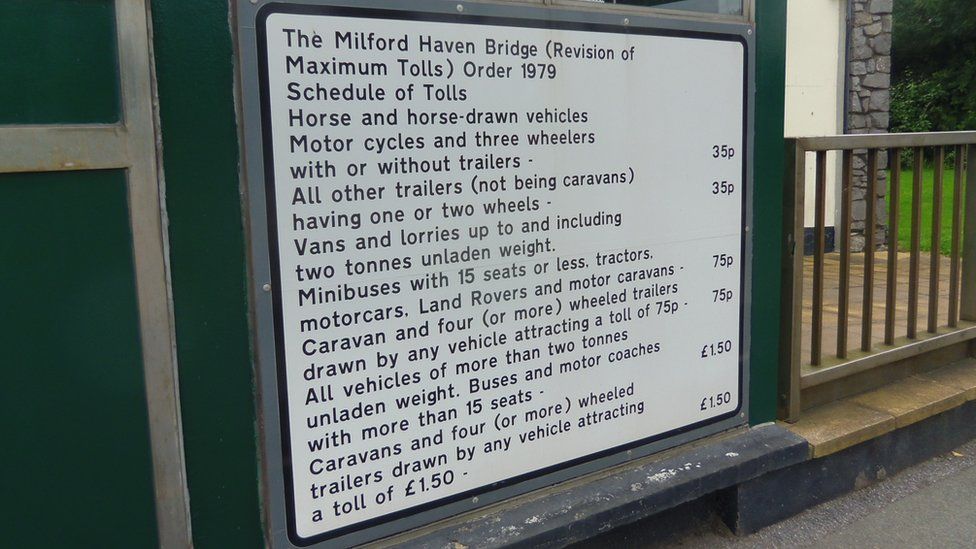 The Milford Haven Bridge (Revision of
Maximum Tolls) Order 1979
Schedule of Tolls
Horse and horse-drawn vehicles
Motor cycles and three wheelers
with or without trailers - 35p
All other trailers (not being caravans)
having one or two wheels - 35p
Vans and lorries up to and including
two tonnes unladen weight.
Minibuses with 15 seats or less, tractors,
motorcars, Land Rovers and motor caravans - 75p
Caravan and four (or more) wheeled trailers
drawn by any vehicle attracting a toll of 75p - 75p
All vehicles of more than two tonnes
unladen weight. Buses and motor coaches
with more than 15 seats - £1.50
Caravans and four (or more) wheeled
trailers drawn by any vehicle attracting
a toll of £1.50 - £1.50